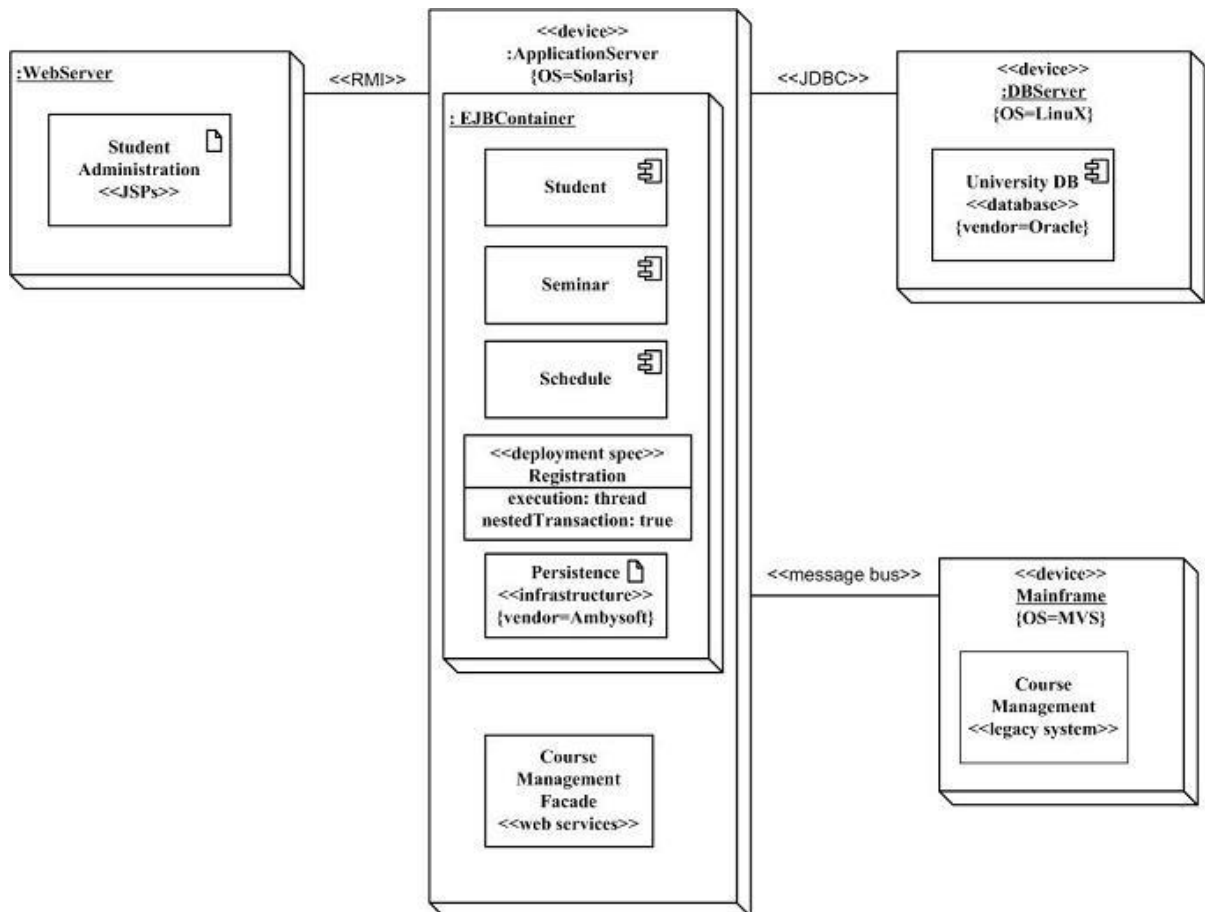 :WebServer
Student
Administration
<<JSPs>>
<<RMI>>
<<device>>
:ApplicationServer
{OS=Solaris}
: EJBContainer
Student
Seminar
Schedule
<<deployment spec>>
Registration
execution: thread
nestedTransaction: true
Persistence
<<infrastructure>>
{vendor=Ambysoft}
Course
Management
Facade
<<web services>>
<<JDBC>>
<<device>>
:DBServer
{OS=LinuX}
University DB
<<database>>
{vendor=Oracle}
<<message bus>>
<<device>>
Mainframe
{OS=MVS}
Course
Management
<<legacy system>>